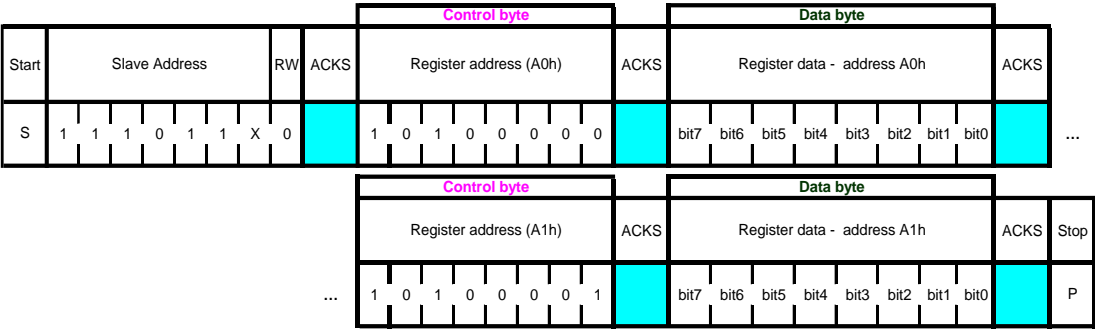 Control byte Data byte
Start Slave Address RW ACKS Register address (A0h) ACKS Register data - address A0h ACKS
S 1 1 1 0 1 1 X 0 1 0 1 0 0 0 0 0 bit7 bit6 bit5 bit4 bit3 bit2 bit1 bit0 ...
Control byte Data byte
Register address (A1h) ACKS Register data - address A1h ACKS Stop
... 1 0 1 0 0 0 0 1 bit7 bit6 bit5 bit4 bit3 bit2 bit1 bit0 P